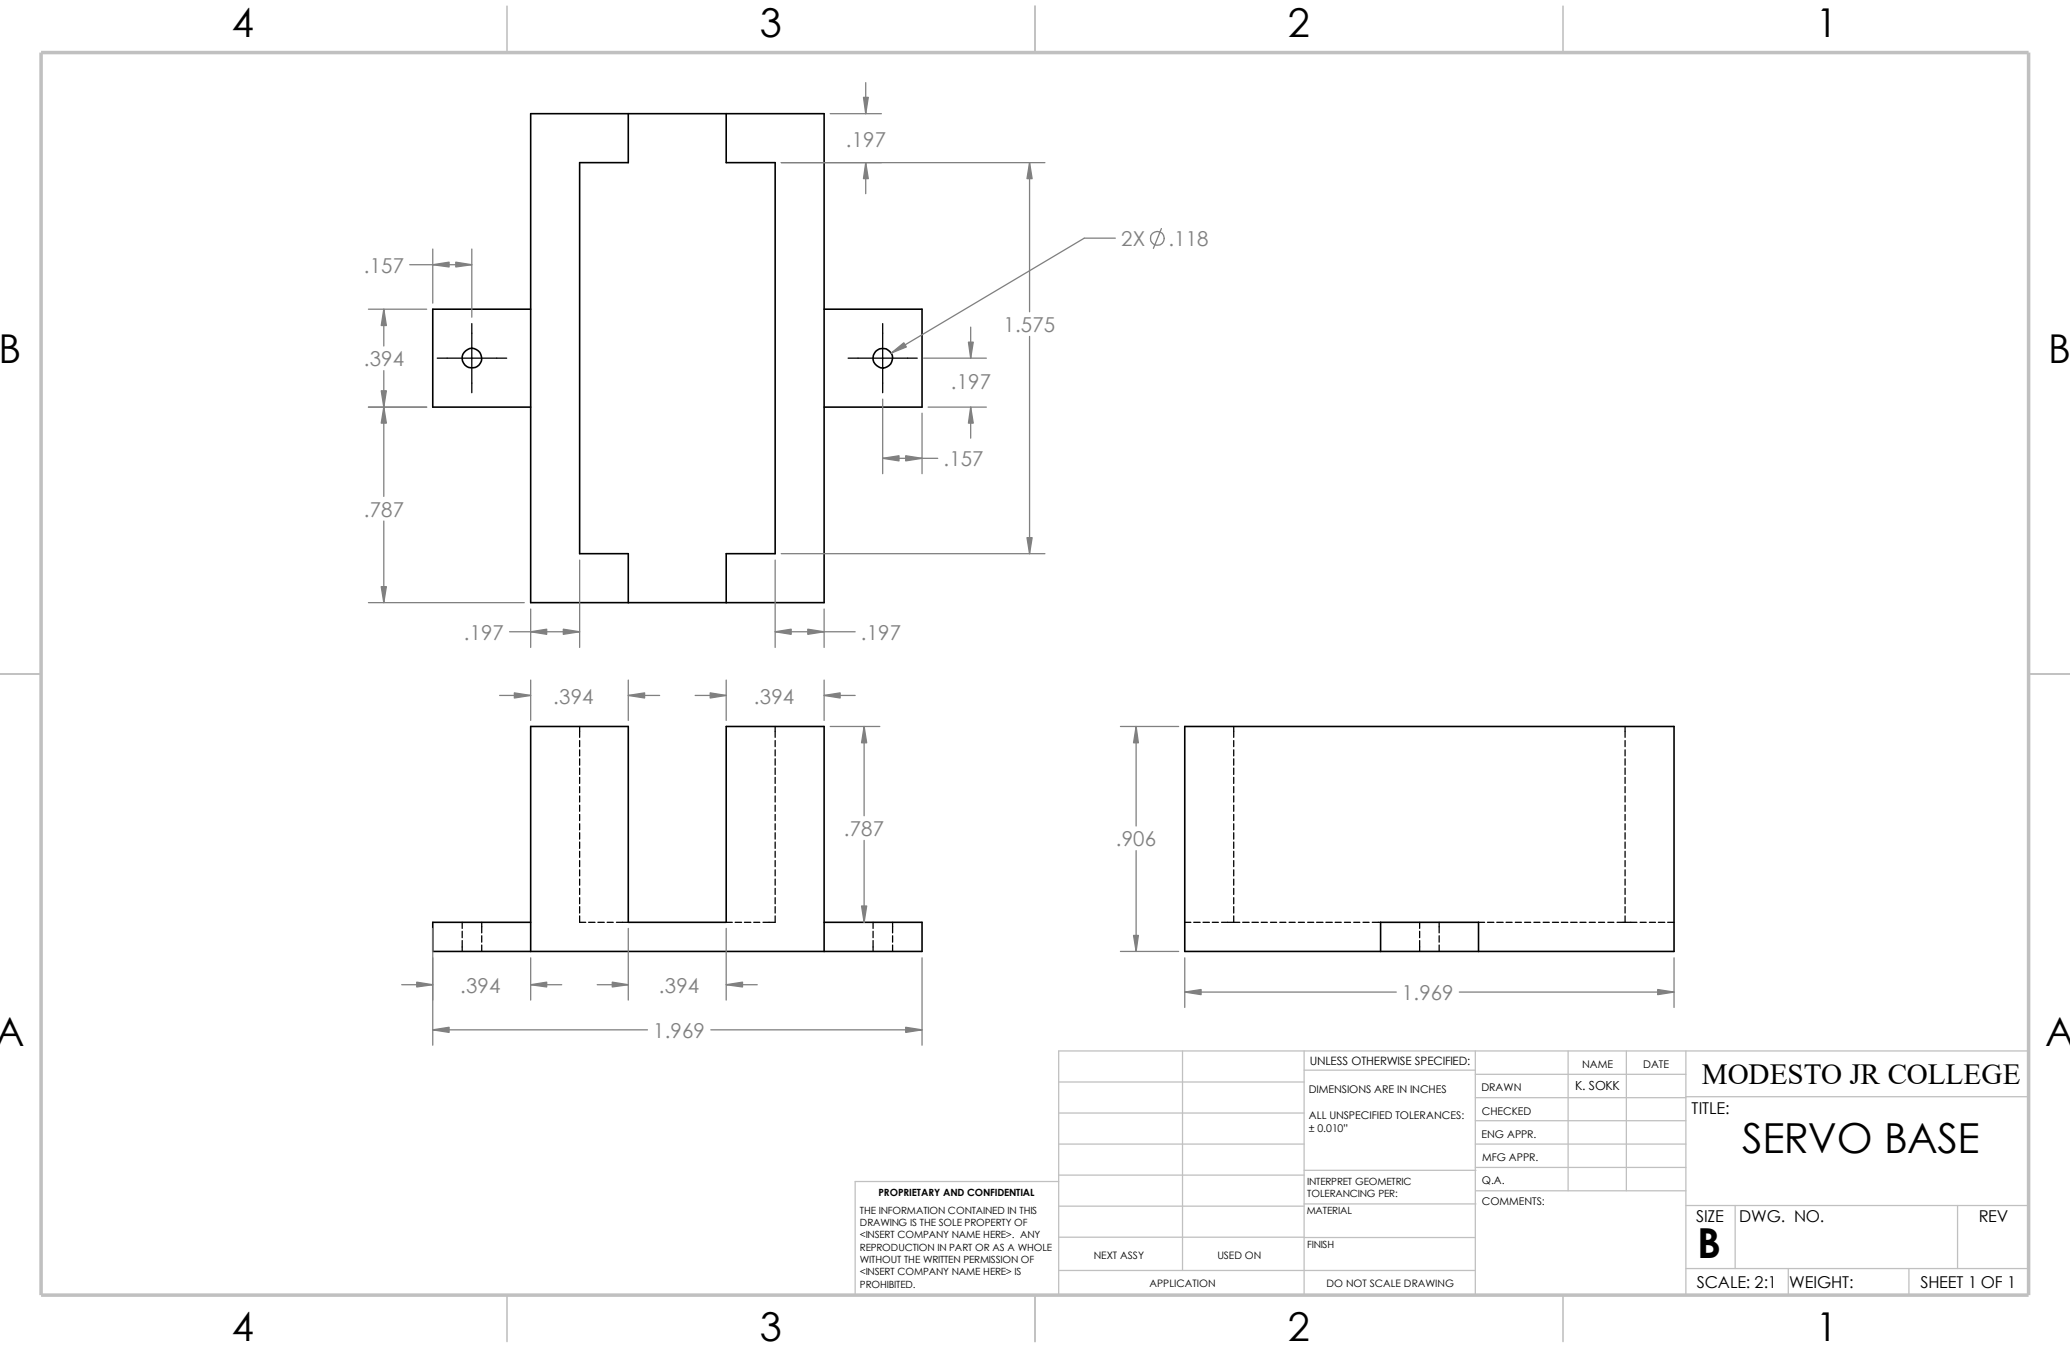 4 3 2 1
.197
2X ⌀.118
.157
1.575
B B
.394
.197
.157
.787
.197 .197
.394 .394
.787
.906
.394 .394
1.969
1.969
A A
PROPRIETARY AND CONFIDENTIAL
THE INFORMATION CONTAINED IN THIS
DRAWING IS THE SOLE PROPERTY OF
<INSERT COMPANY NAME HERE>. ANY
REPRODUCTION IN PART OR AS A WHOLE
WITHOUT THE WRITTEN PERMISSION OF
<INSERT COMPANY NAME HERE> IS
PROHIBITED.
NEXT ASSY USED ON
APPLICATION
UNLESS OTHERWISE SPECIFIED:
DIMENSIONS ARE IN INCHES
ALL UNSPECIFIED TOLERANCES:
± 0.010"
INTERPRET GEOMETRIC
TOLERANCING PER:
MATERIAL
FINISH
DO NOT SCALE DRAWING
NAME DATE
DRAWN K. SOKK
CHECKED
ENG APPR.
MFG APPR.
Q.A.
COMMENTS:
MODESTO JR COLLEGE
TITLE:
SERVO BASE
SIZE DWG. NO. REV
B
SCALE: 2:1 WEIGHT: SHEET 1 OF 1
4 3 2 1